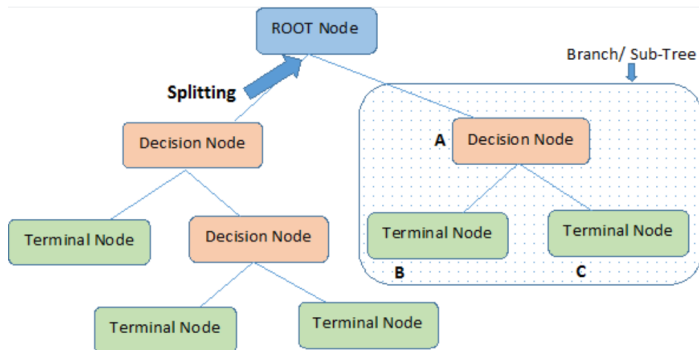 ROOT Node
Branch/ Sub-Tree
Splitting
Decision Node
A
Decision Node
Terminal Node
Decision Node
Terminal Node
Terminal Node
B
C
Terminal Node
Terminal Node